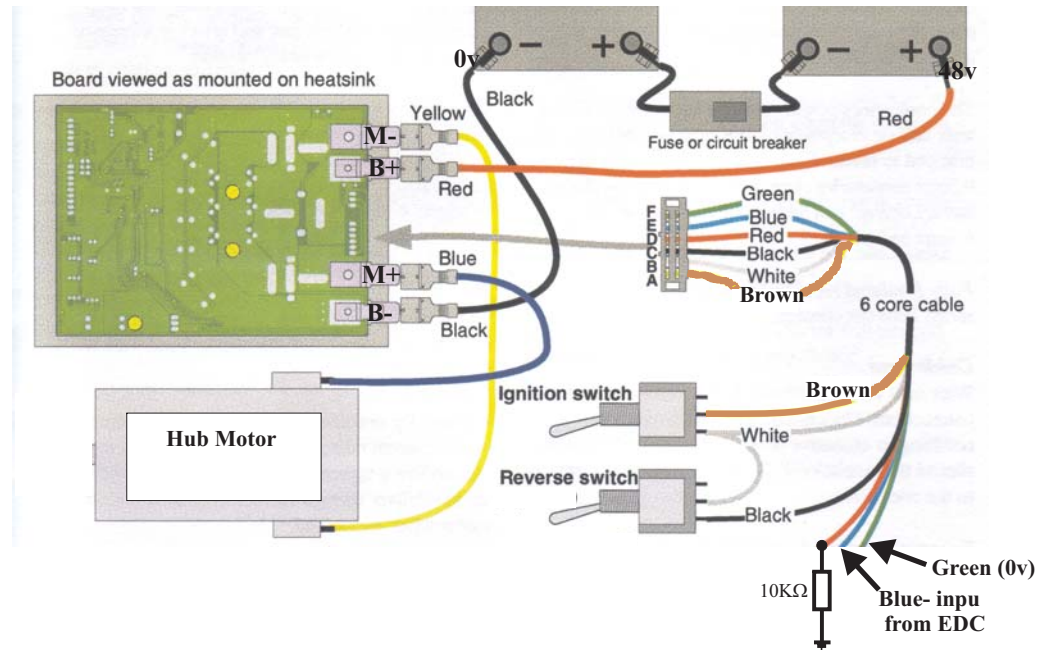 0v
48v
Board viewed as mounted on heatsink
Yellow
Black
Red
Fuse or circuit breaker
M-
B+
Red
M+
B-
Blue
Black
F
E
D
C
B
A
Green
Blue
Red
Black
White
Brown
6 core cable
Ignition switch
Brown
White
Reverse switch
Black
Hub Motor
10KΩ
Green (0v)
Blue- inpu
from EDC